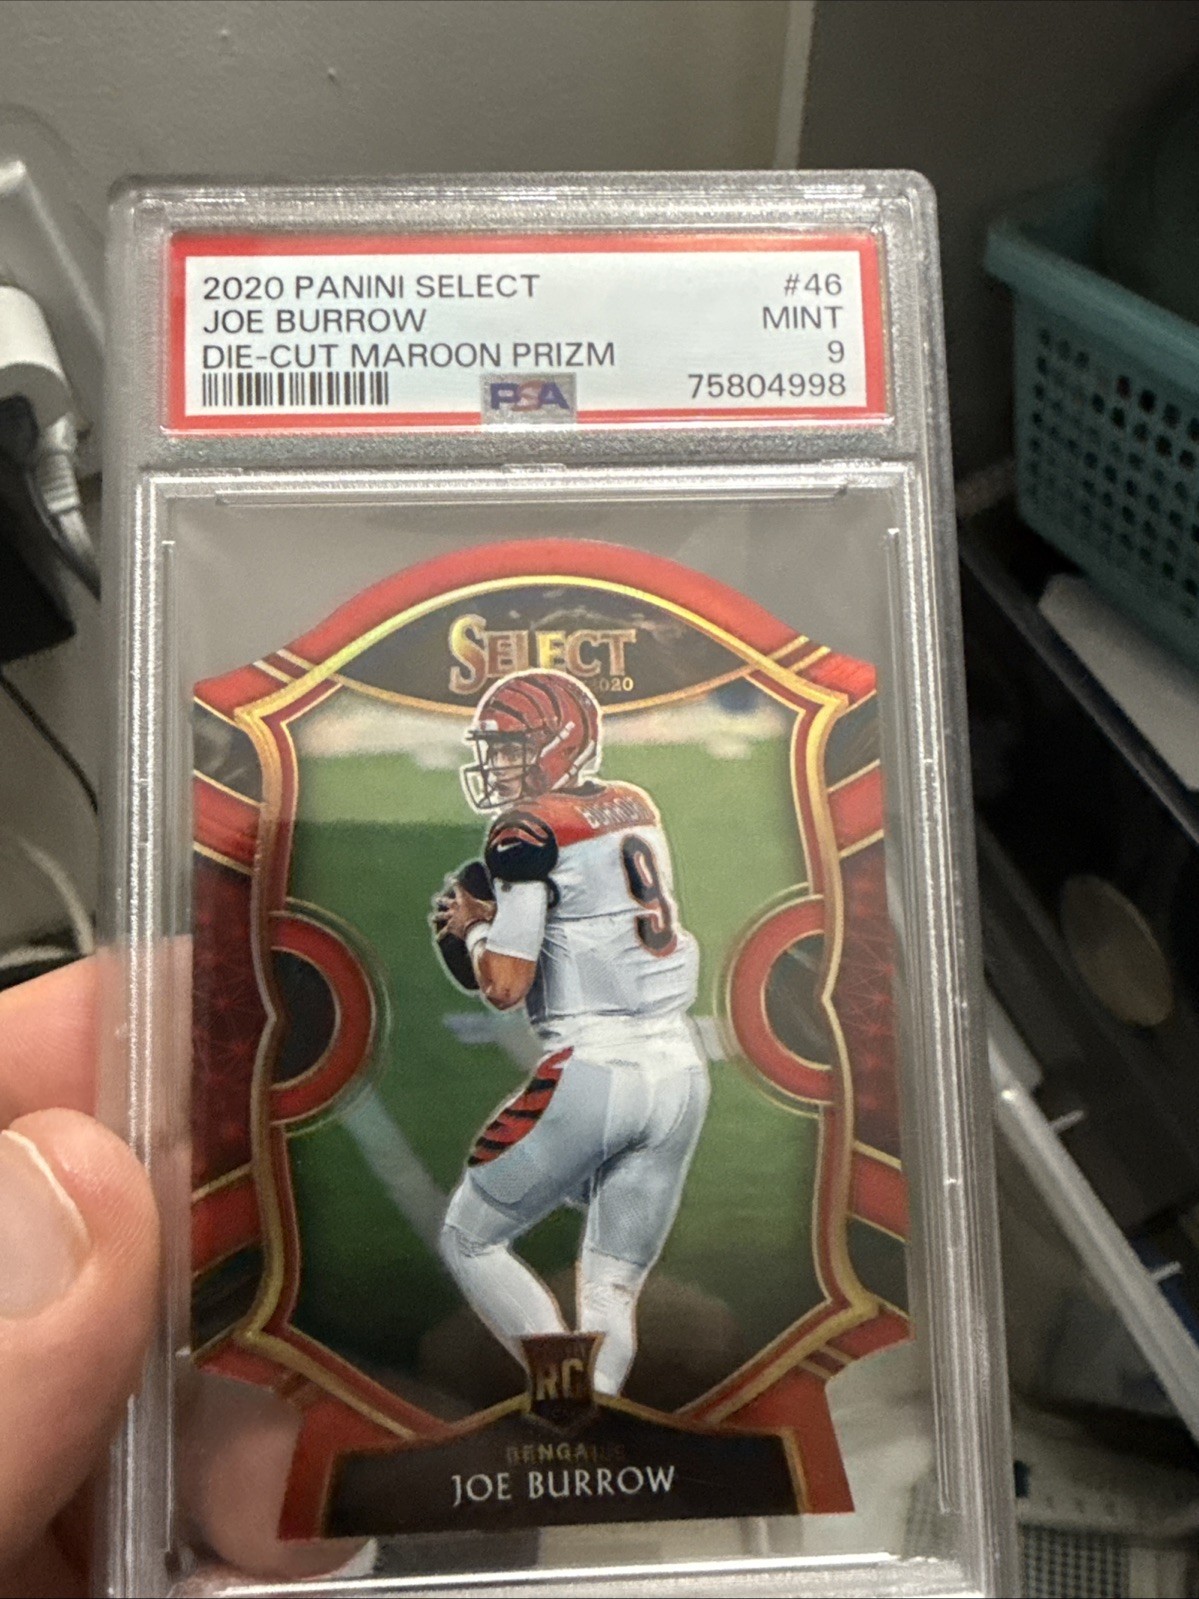 2020 PANINI SELECT #46
JOE BURROW MINT
DIE-CUT MAROON PRIZM 9
PSA 75804998
SELECT
2020
BURROW
9
RC
BENGALS
JOE BURROW